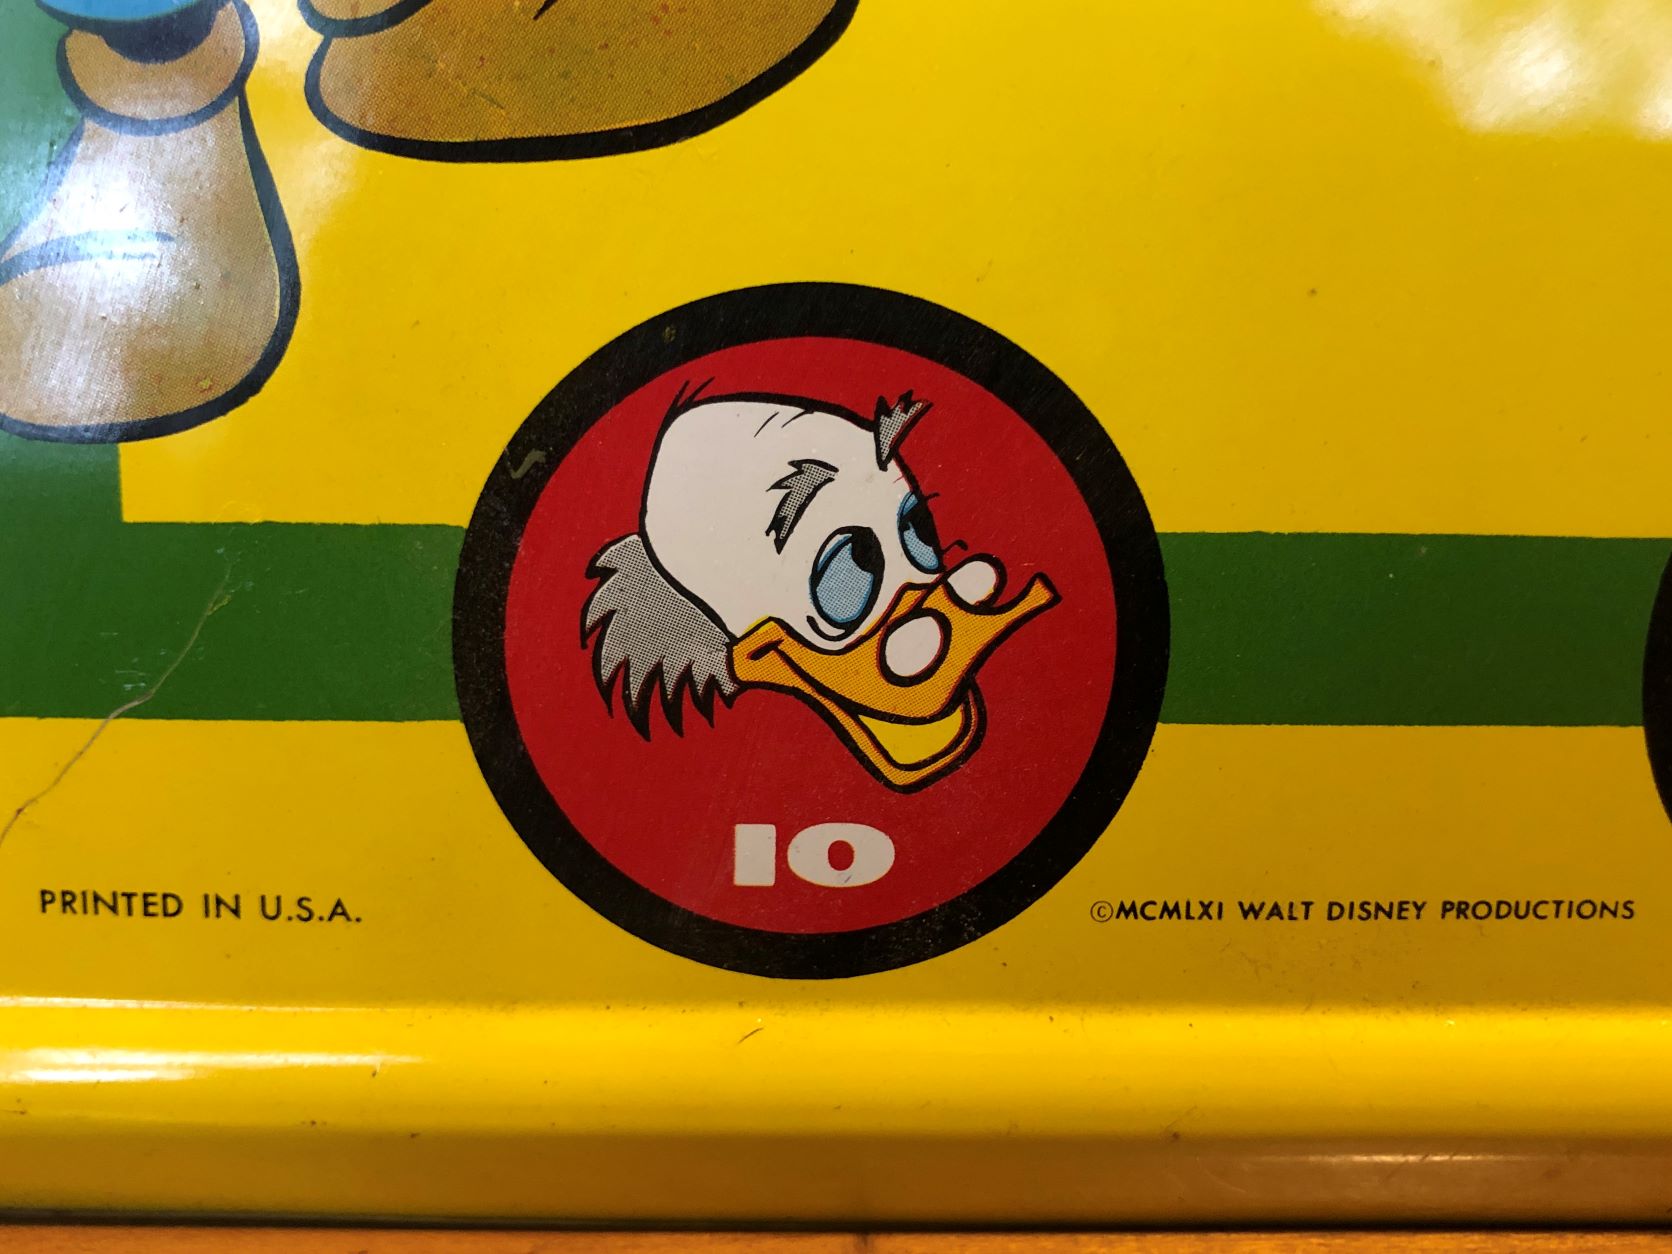 10
PRINTED IN U.S.A.
©MCMLXI WALT DISNEY PRODUCTIONS